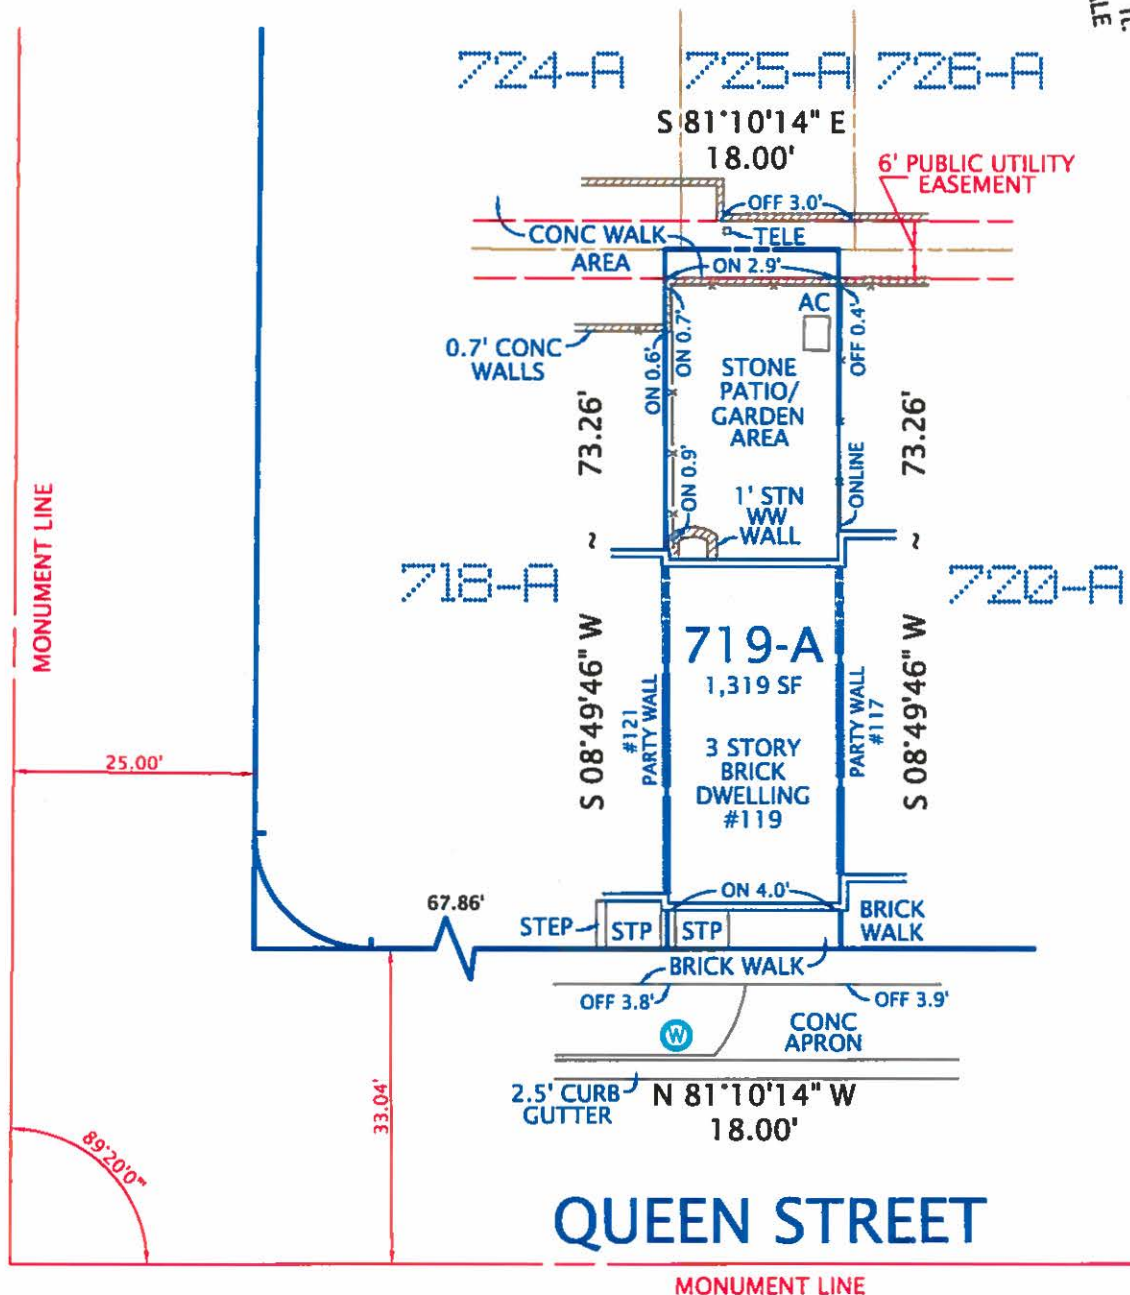 FT.
724-A 725-A 726-A
S 81°10'14" E
18.00'
6' PUBLIC UTILITY
EASEMENT
OFF 3.0'
CONC WALK
AREA
TELE
ON 2.9'
AC
ON 0.7'
OFF 0.4'
0.7' CONC
WALLS
ON 0.6'
STONE
PATIO/
GARDEN
AREA
73.26'
73.26'
ON 0.9'
1' STN
WW
WALL
ONLINE
MONUMENT LINE
~
~
718-A
720-A
719-A
1,319 SF
S 08°49'46" W
#121
PARTY WALL
PARTY WALL
#117
S 08°49'46" W
3 STORY
BRICK
DWELLING
#119
25.00'
67.86'
ON 4.0'
STEP
STP
STP
BRICK
WALK
BRICK WALK
OFF 3.8'
OFF 3.9'
W
CONC
APRON
2.5' CURB
GUTTER
N 81°10'14" W
18.00'
33.04'
89°20'0"
QUEEN STREET
MONUMENT LINE